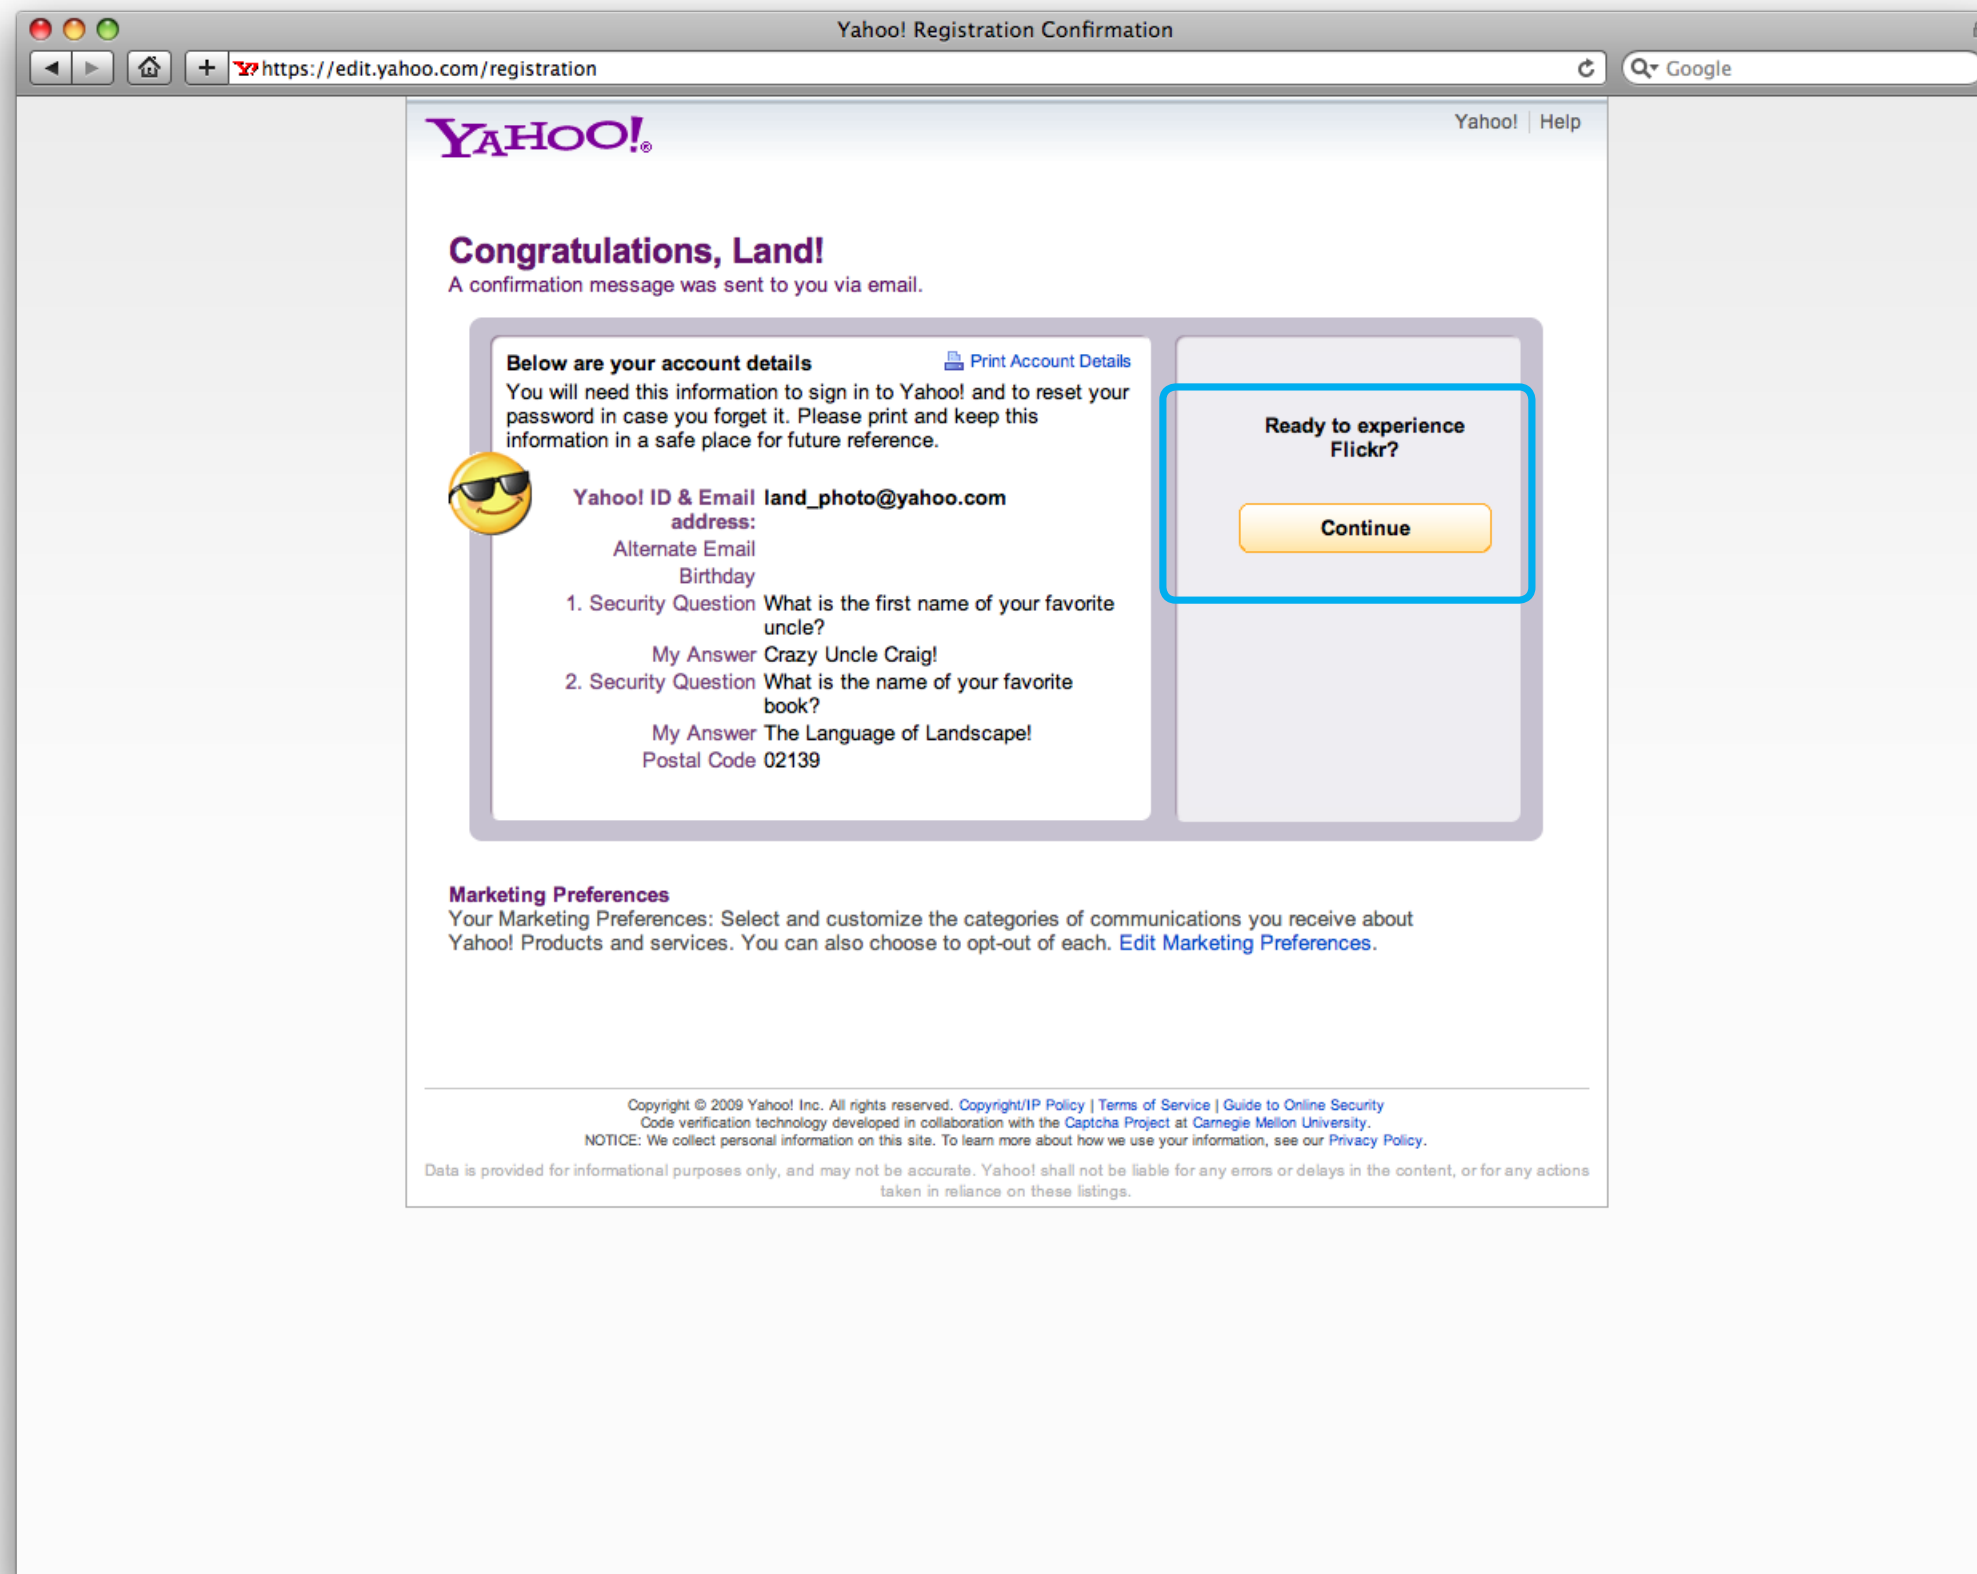 Yahoo! Registration Confirmation
https://edit.yahoo.com/registration
Google
YAHOO!®
Yahoo! | Help
Congratulations, Land!
A confirmation message was sent to you via email.
Below are your account details
Print Account Details
You will need this information to sign in to Yahoo! and to reset your
password in case you forget it. Please print and keep this
information in a safe place for future reference.
Yahoo! ID & Email land_photo@yahoo.com
address:
Alternate Email
Birthday
1. Security Question What is the first name of your favorite
uncle?
My Answer Crazy Uncle Craig!
2. Security Question What is the name of your favorite
book?
My Answer The Language of Landscape!
Postal Code 02139
Ready to experience
Flickr?
Continue
Marketing Preferences
Your Marketing Preferences: Select and customize the categories of communications you receive about
Yahoo! Products and services. You can also choose to opt-out of each. Edit Marketing Preferences.
Copyright © 2009 Yahoo! Inc. All rights reserved. Copyright/IP Policy | Terms of Service | Guide to Online Security
Code verification technology developed in collaboration with the Captcha Project at Carnegie Mellon University.
NOTICE: We collect personal information on this site. To learn more about how we use your information, see our Privacy Policy.
Data is provided for informational purposes only, and may not be accurate. Yahoo! shall not be liable for any errors or delays in the content, or for any actions
taken in reliance on these listings.